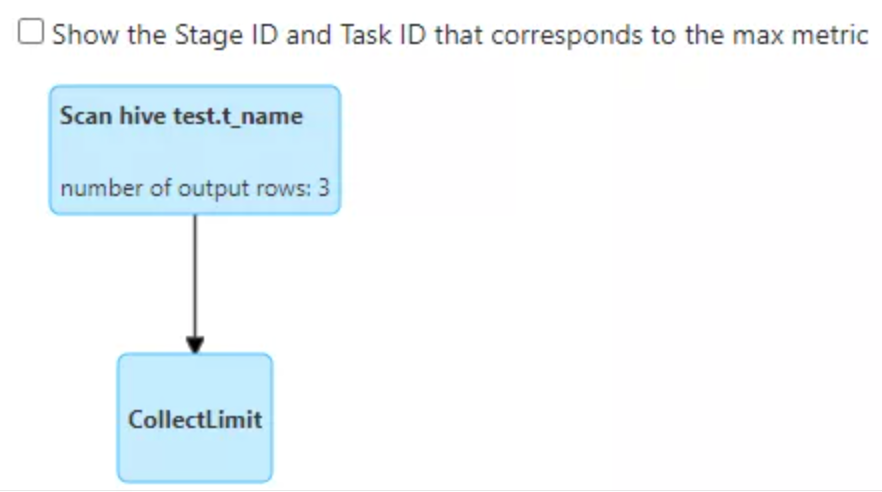 Show the Stage ID and Task ID that corresponds to the max metric
Scan hive test.t_name
number of output rows: 3
CollectLimit